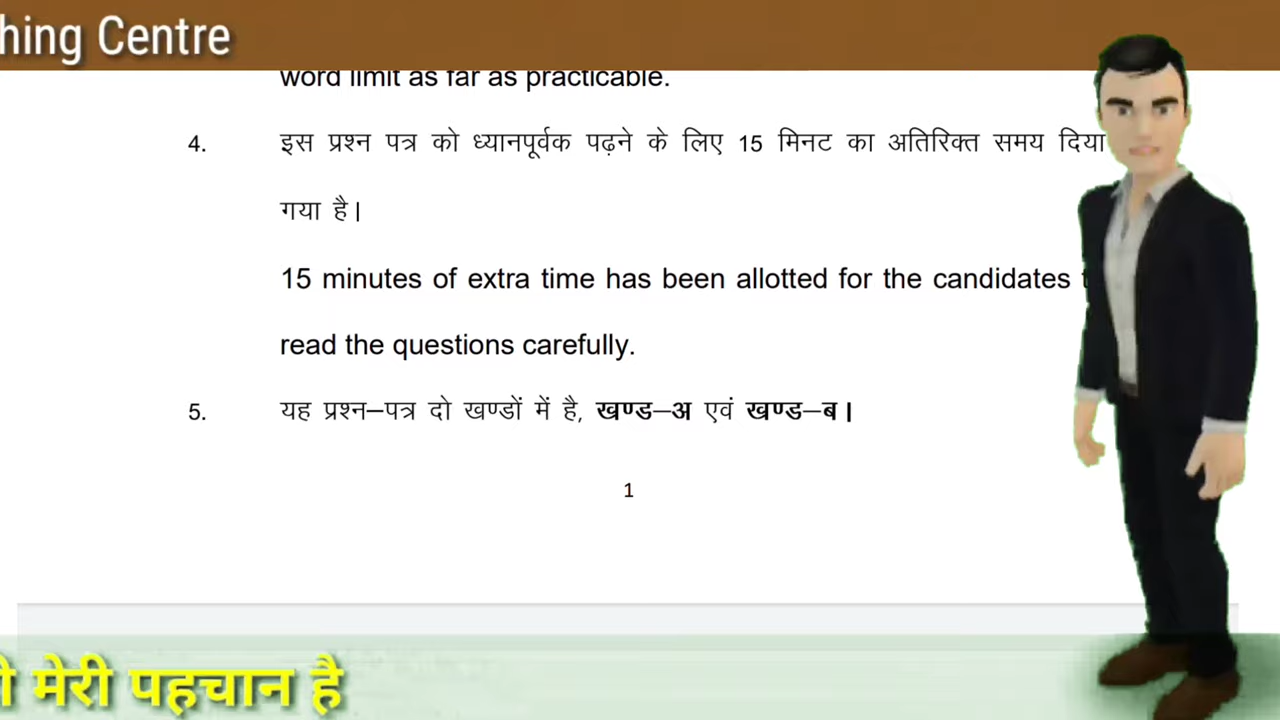 hing Centre
word limit as far as practicable.
4. इस प्रश्न पत्र को ध्यानपूर्वक पढ़ने के लिए 15 मिनट का अतिरिक्त समय दिया
गया है।
15 minutes of extra time has been allotted for the candidates
read the questions carefully.
5. यह प्रश्न–पत्र दो खण्डों में है, खण्ड–अ एवं खण्ड–ब।
1
मेरी पहचान है